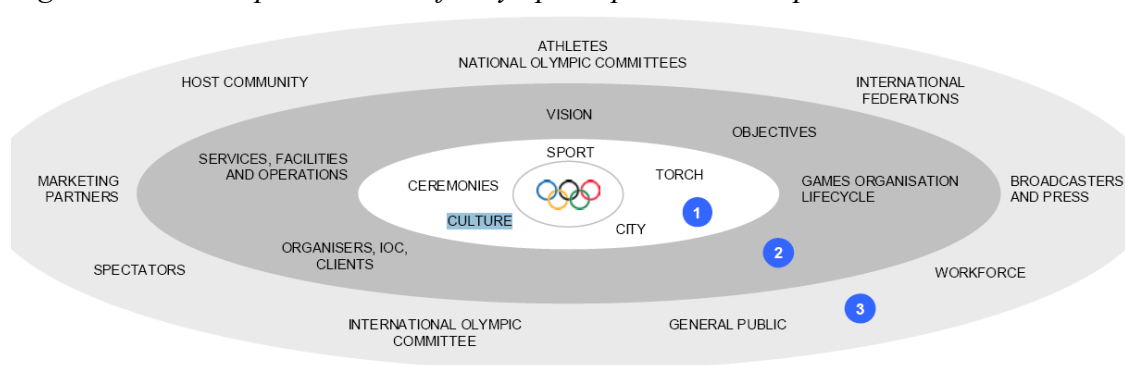 ATHLETES
NATIONAL OLYMPIC COMMITTEES
HOST COMMUNITY
INTERNATIONAL
FEDERATIONS
VISION
OBJECTIVES
SPORT
SERVICES, FACILITIES
AND OPERATIONS
TORCH
CEREMONIES
MARKETING
PARTNERS
GAMES ORGANISATION
LIFECYCLE
BROADCASTERS
AND PRESS
1
CULTURE
CITY
ORGANISERS, IOC,
CLIENTS
2
SPECTATORS
WORKFORCE
3
INTERNATIONAL OLYMPIC
COMMITTEE
GENERAL PUBLIC